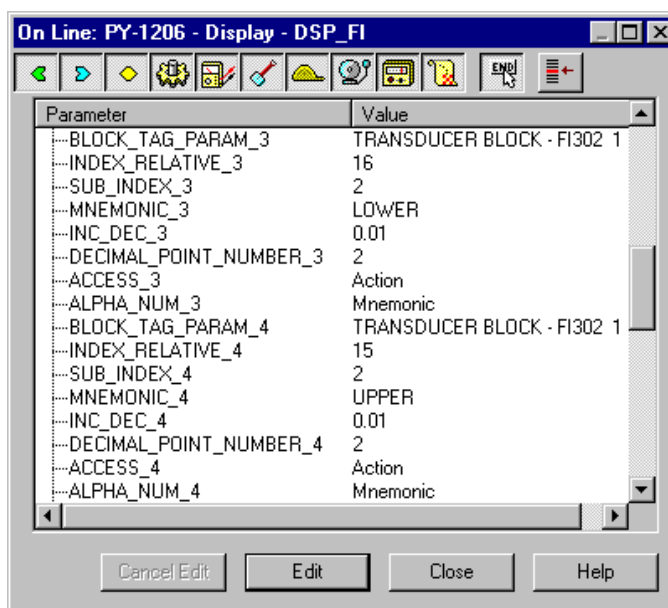 On Line: PY-1206 - Display - DSP_FI
END
Parameter Value
BLOCK_TAG_PARAM_3 TRANSDUCER BLOCK - FI302 1
INDEX_RELATIVE_3 16
SUB_INDEX_3 2
MNEMONIC_3 LOWER
INC_DEC_3 0.01
DECIMAL_POINT_NUMBER_3 2
ACCESS_3 Action
ALPHA_NUM_3 Mnemonic
BLOCK_TAG_PARAM_4 TRANSDUCER BLOCK - FI302 1
INDEX_RELATIVE_4 15
SUB_INDEX_4 2
MNEMONIC_4 UPPER
INC_DEC_4 0.01
DECIMAL_POINT_NUMBER_4 2
ACCESS_4 Action
ALPHA_NUM_4 Mnemonic
Cancel Edit Edit Close Help